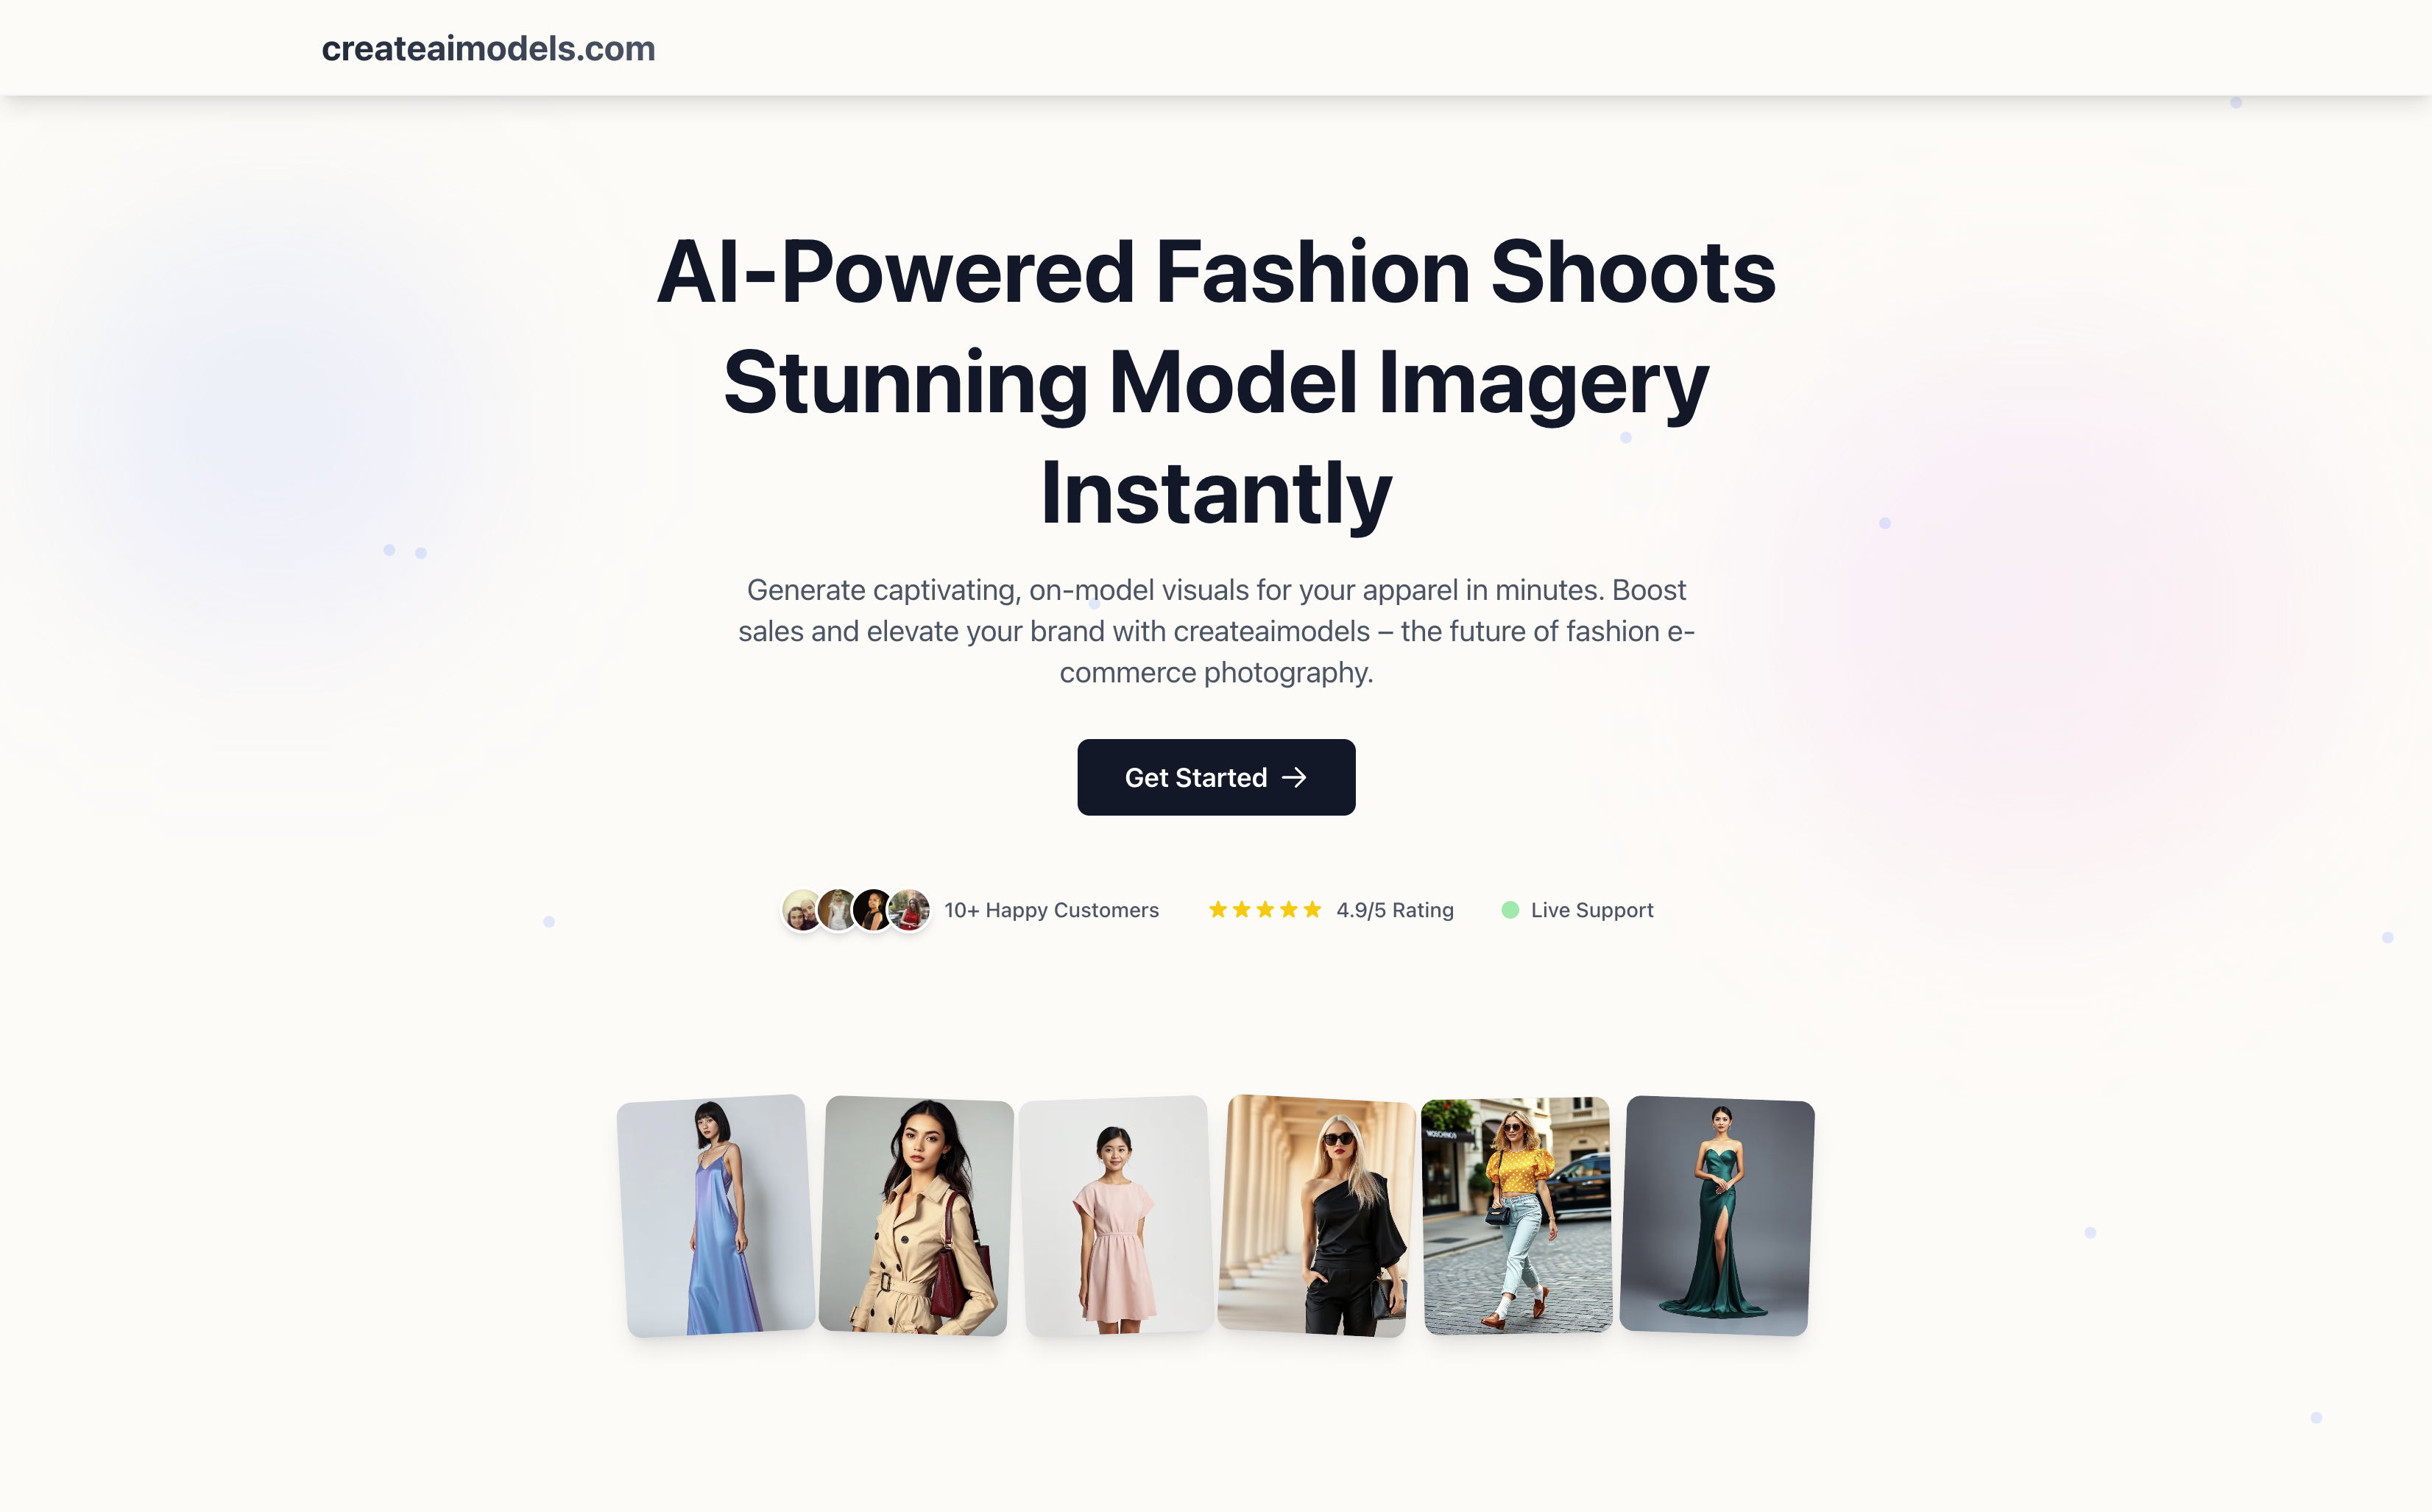 createaimodels.com
AI-Powered Fashion Shoots
Stunning Model Imagery
Instantly
Generate captivating, on-model visuals for your apparel in minutes. Boost
sales and elevate your brand with createaimodels – the future of fashion e-
commerce photography.
Get Started
10+ Happy Customers
4.9/5 Rating
Live Support